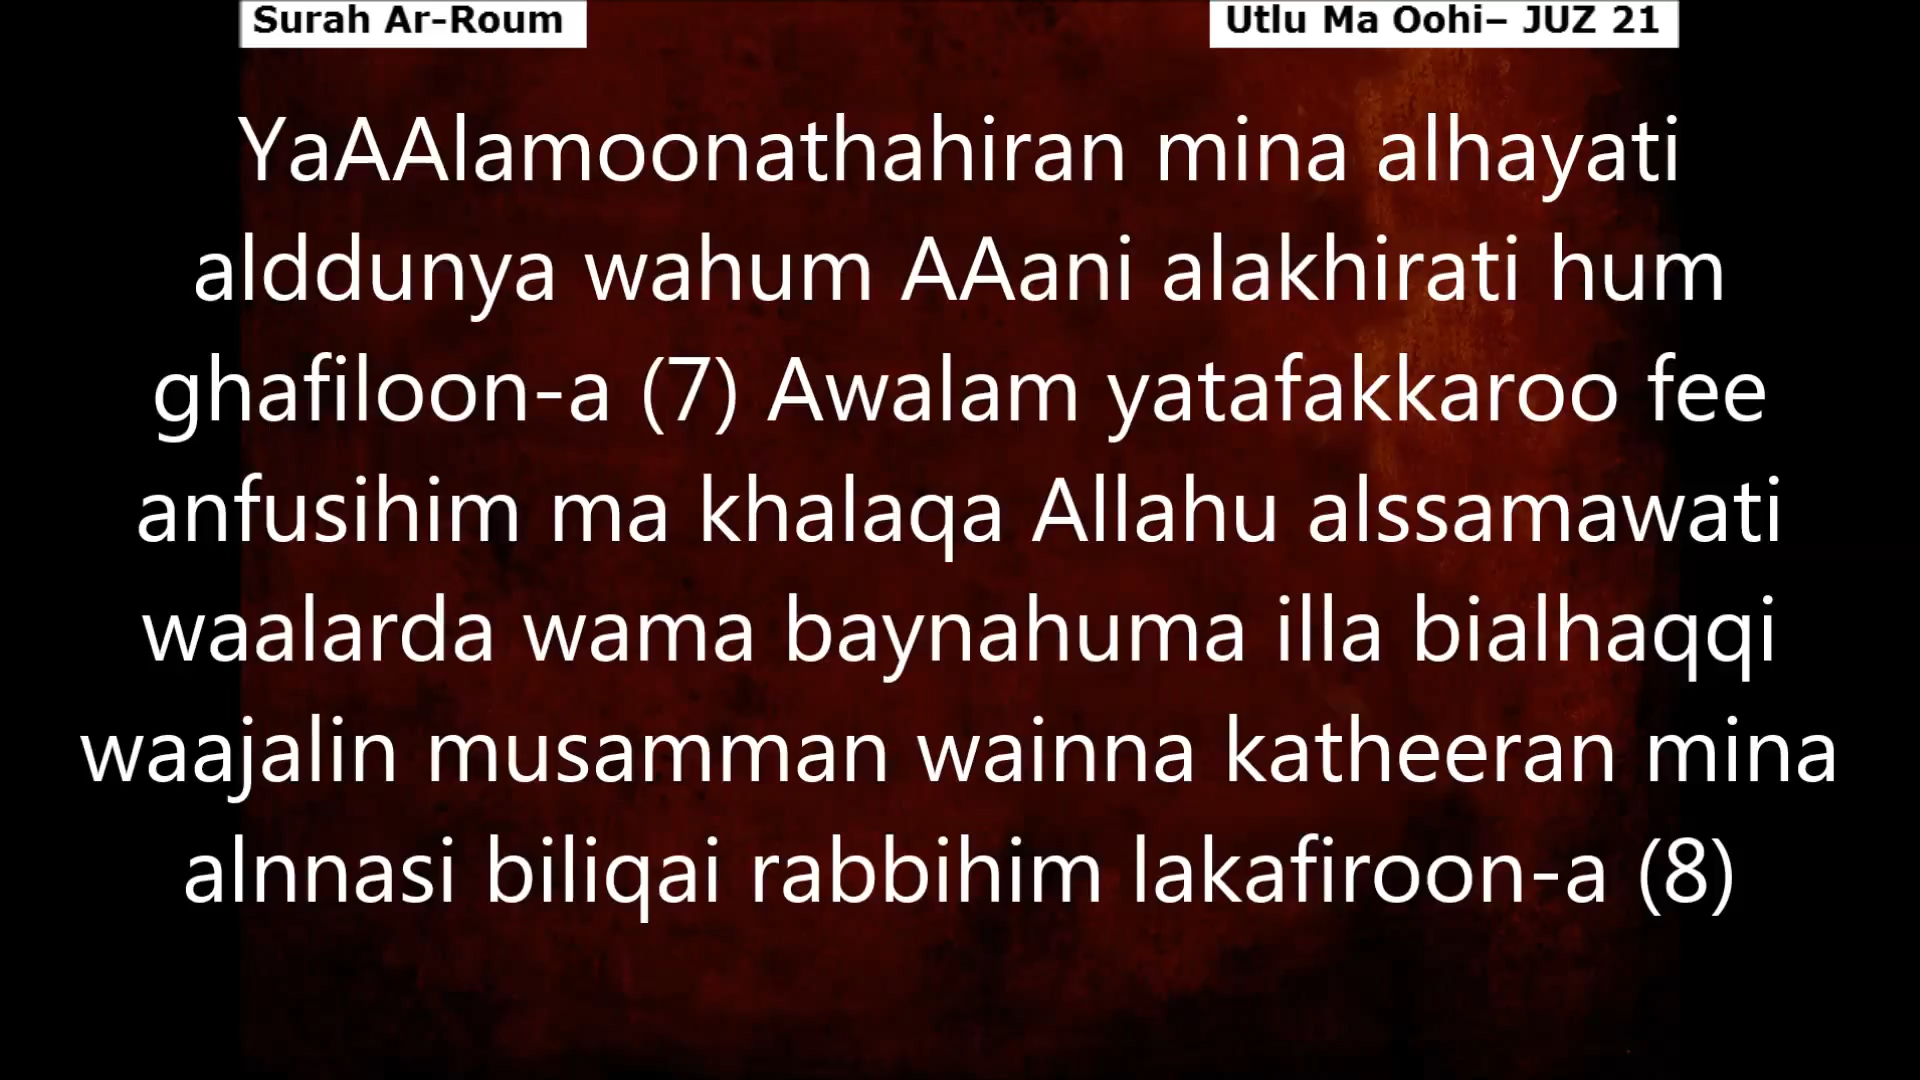 Surah Ar-Roum
Utlu Ma Oohi– JUZ 21
YaAAlamoonathahiran mina alhayati
alddunya wahum AAani alakhirati hum
ghafiloon-a (7) Awalam yatafakkaroo fee
anfusihim ma khalaqa Allahu alssamawati
waalarda wama baynahuma illa bialhaqqi
waajalin musamman wainna katheeran mina
alnnasi biliqai rabbihim lakafiroon-a (8)